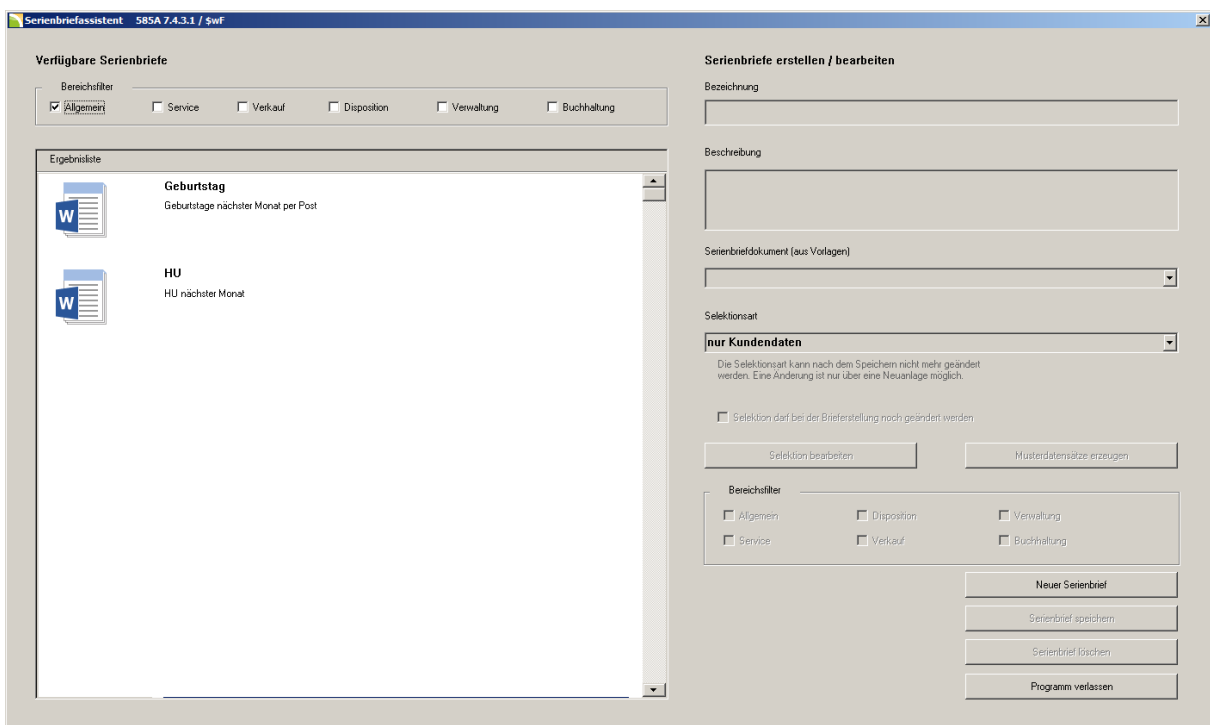 Serienbriefassistent 585A 7.4.3.1 / $wF
Verfügbare Serienbriefe
Bereichsfilter
Allgemein Service Verkauf Disposition Verwaltung Buchhaltung
Ergebnisliste
Geburtstag
Geburtstage nächster Monat per Post
HU
HU nächster Monat
Serienbriefe erstellen / bearbeiten
Bezeichnung
Beschreibung
Serienbriefdokument (aus Vorlagen)
Selektionsart
nur Kundendaten
Die Selektionsart kann nach dem Speichern nicht mehr geändert
werden. Eine Änderung ist nur über eine Neuanlage möglich.
Selektion darf bei der Brieferstellung noch geändert werden
Selektion bearbeiten Musterdatensätze erzeugen
Bereichsfilter
Allgemein Disposition Verwaltung
Service Verkauf Buchhaltung
Neuer Serienbrief
Serienbrief speichern
Serienbrief löschen
Programm verlassen